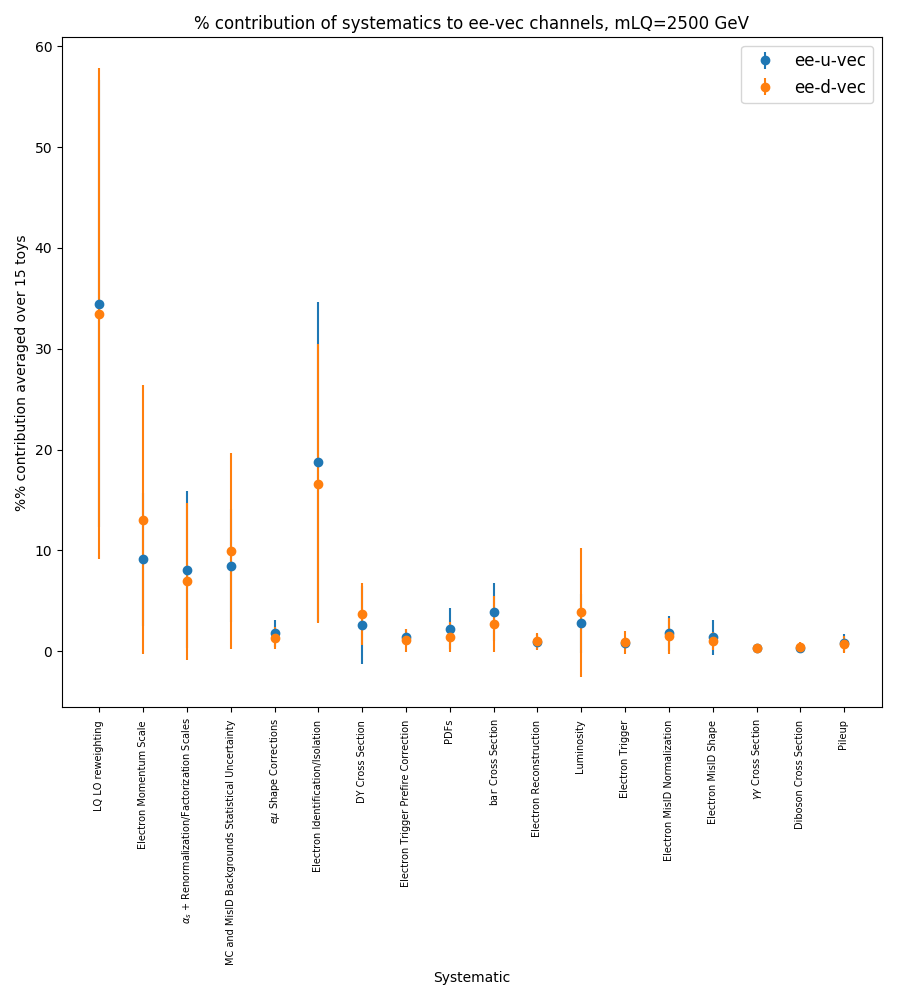 % contribution of systematics to ee-vec channels, mLQ=2500 GeV
ee-u-vec
ee-d-vec
%% contribution averaged over 15 toys
60
50
40
30
20
10
0
LQ LO reweighting
Electron Momentum Scale
αs + Renormalization/Factorization Scales
MC and MisID Backgrounds Statistical Uncertainty
eμ Shape Corrections
Electron Identification/Isolation
DY Cross Section
Electron Trigger Prefire Correction
PDFs
bar Cross Section
Electron Reconstruction
Luminosity
Electron Trigger
Electron MisID Normalization
Electron MisID Shape
γγ Cross Section
Diboson Cross Section
Pileup
Systematic